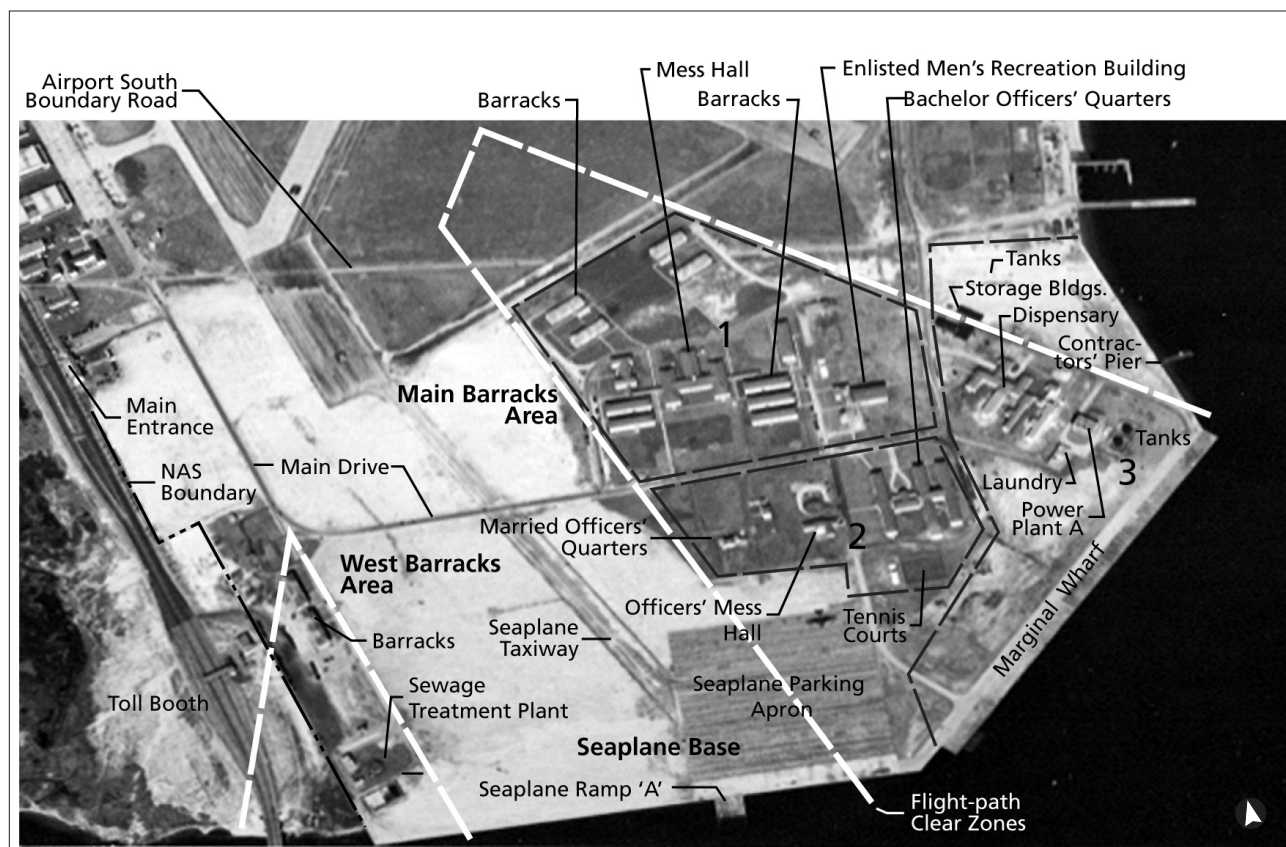 Airport South
Boundary Road
Barracks
Mess Hall
Barracks
Enlisted Men's Recreation Building
Bachelor Officers' Quarters
Tanks
Storage Bldgs.
Dispensary
Contrac-
tors' Pier
1
Main Barracks
Area
Main
Entrance
NAS
Boundary
Main Drive
Tanks
Laundry
3
Power
Plant A
Married Officers'
Quarters
2
West Barracks
Area
Officers' Mess
Hall
Tennis
Courts
Marginal Wharf
Barracks
Seaplane
Taxiway
Toll Booth
Sewage
Treatment Plant
Seaplane Parking
Apron
Seaplane Base
Seaplane Ramp ‘A’
Flight-path
Clear Zones